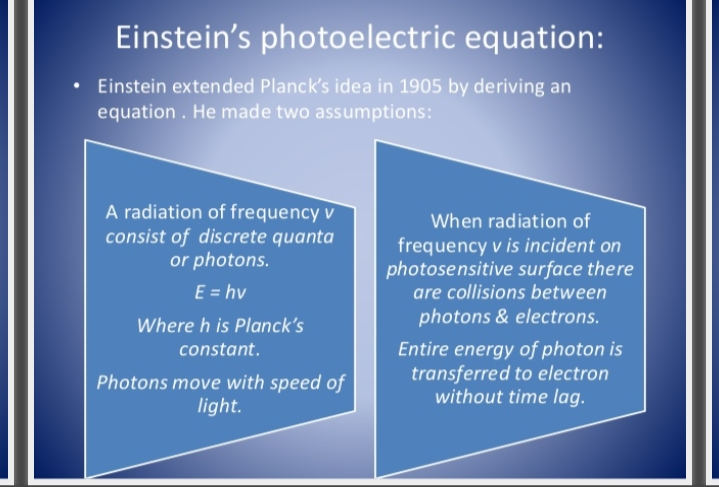 Einstein's photoelectric equation:
• Einstein extended Planck's idea in 1905 by deriving an
equation . He made two assumptions:
A radiation of frequency ν
consist of discrete quanta
or photons.
E = hν
Where h is Planck's
constant.
Photons move with speed of
light.
When radiation of
frequency ν is incident on
photosensitive surface there
are collisions between
photons & electrons.
Entire energy of photon is
transferred to electron
without time lag.